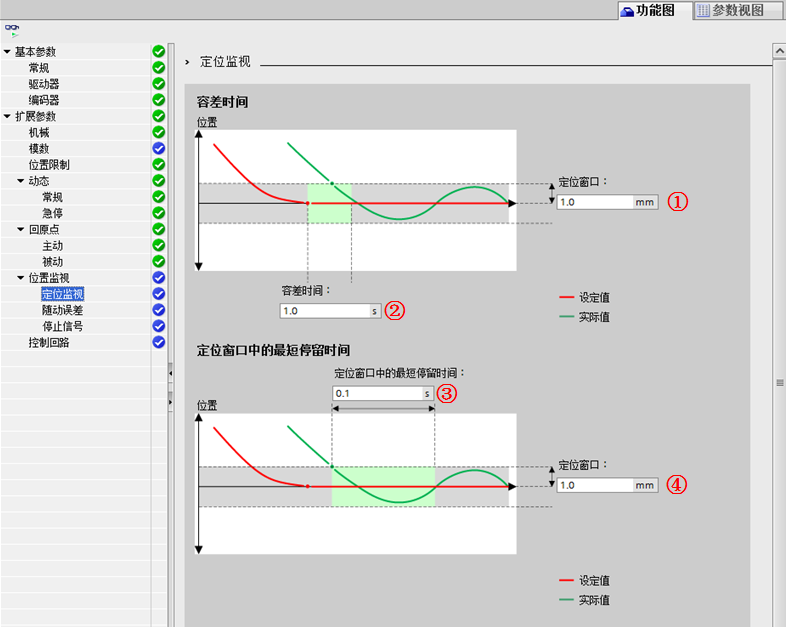 功能图
参数视图
基本参数
常规
驱动器
编码器
扩展参数
机械
模数
位置限制
动态
常规
急停
回原点
主动
被动
位置监视
定位监视
随动误差
停止信号
控制回路
定位监视
容差时间
位置
定位窗口：
1.0 mm ①
容差时间：
1.0 s ②
设定值
实际值
定位窗口中的最短停留时间
定位窗口中的最短停留时间：
0.1 s ③
位置
定位窗口：
1.0 mm ④
设定值
实际值